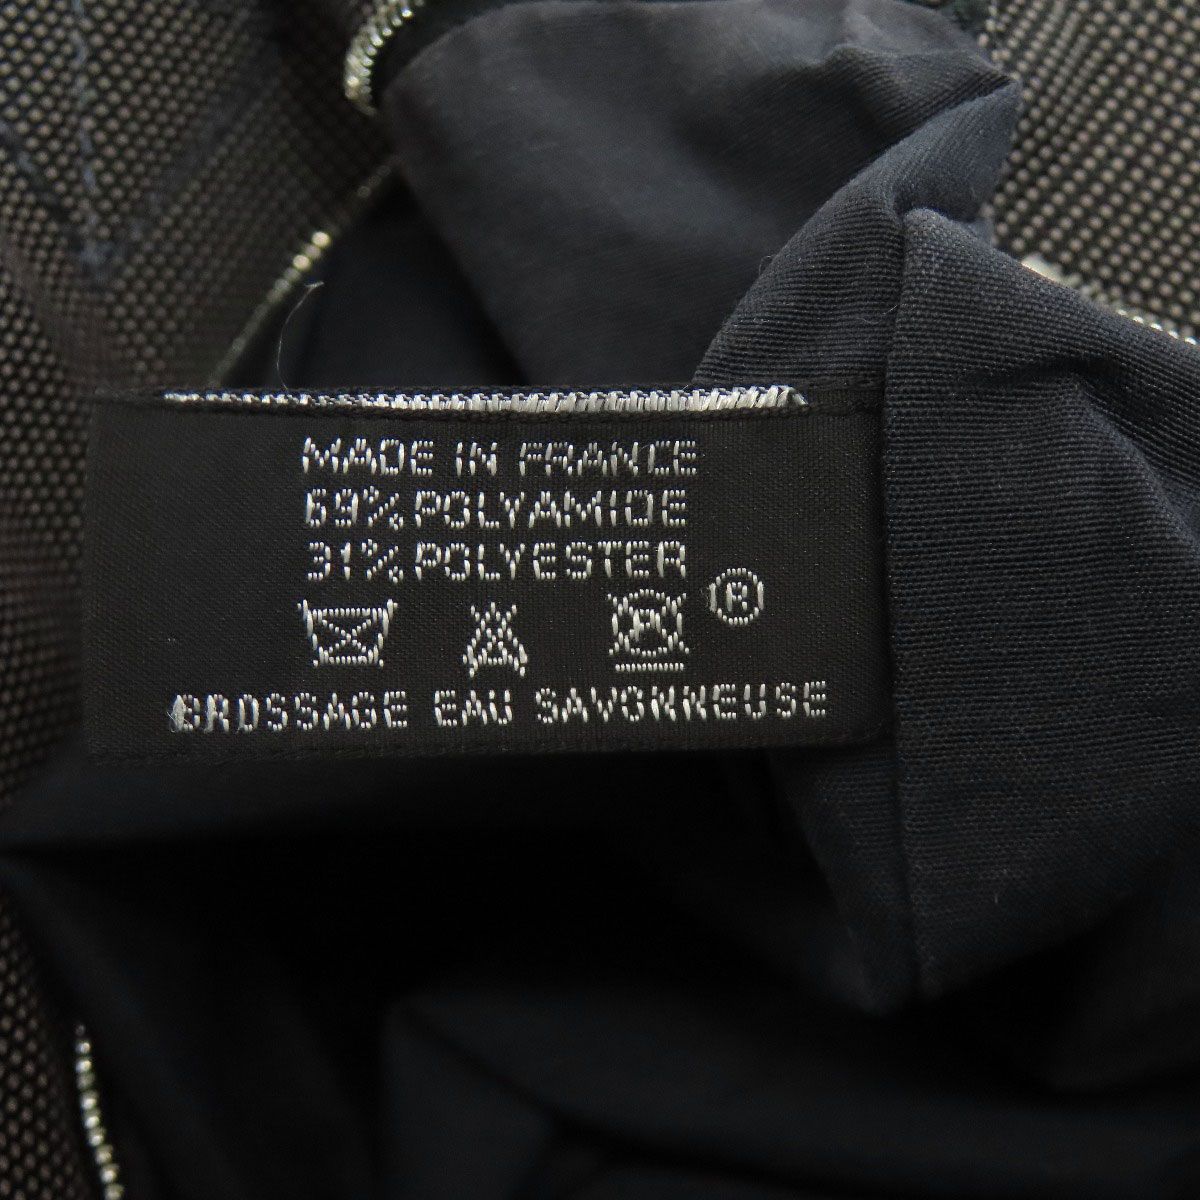 MADE IN FRANCE
69% POLYAMIDE
31% POLYESTER
P ®
BROSSAGE EAU SAVONNEUSE